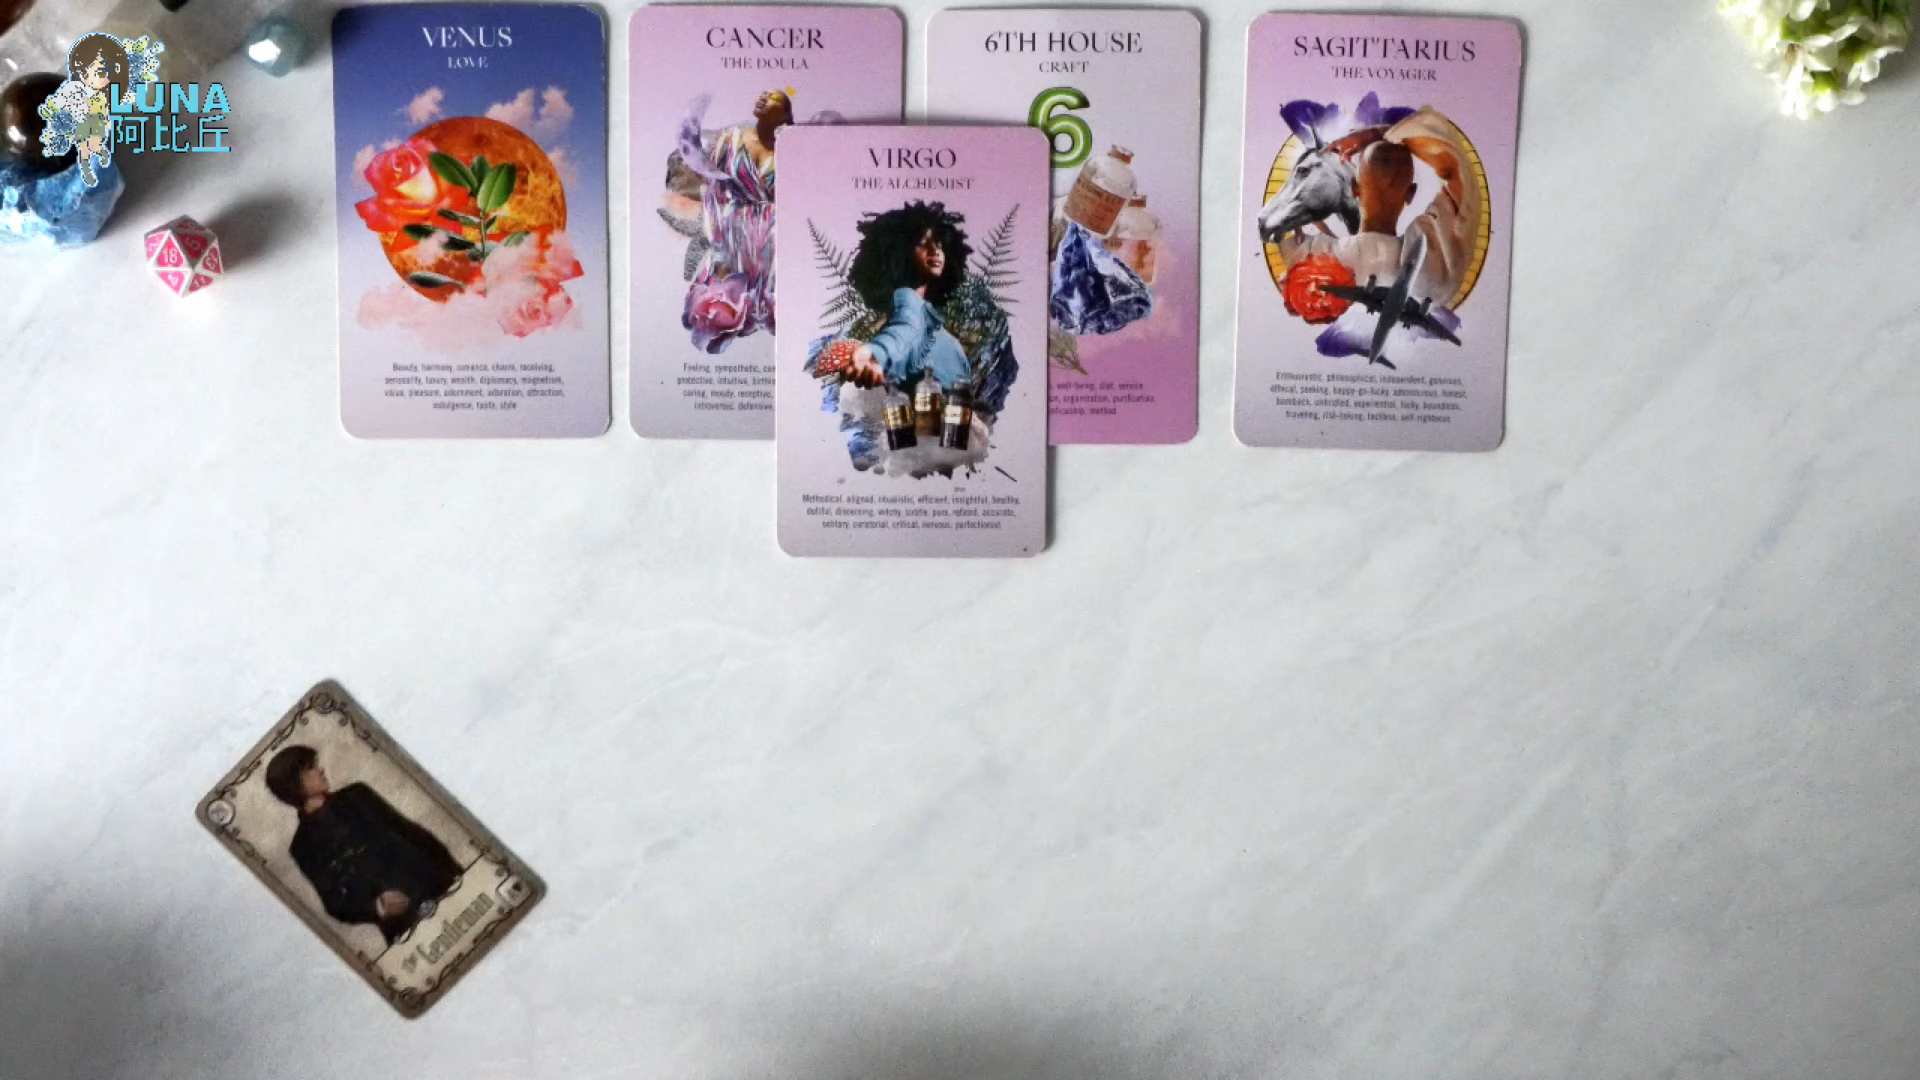 LUNA
阿比丘
VENUS
LOVE
Beauty, harmony, romance, charm, receiving,
sensuality, luxury, wealth, diplomacy, magnetism,
value, pleasure, adornment, adoration, attraction,
indulgence, taste, style
CANCER
THE DOULA
Feeling, sympathetic,
protective, intuitive,
caring, moody, receptive,
introversic, defensive,
VIRGO
THE ALCHEMIST
Methodical, aligned, ritualistic, efficient, insightful, healthy,
dutiful, discerning, witchy, subtle, pure, refined, accurate,
solitary, curatorial, critical, nervous, perfectionist
6TH HOUSE
CRAFT
6
well-being, diet, service
organization, purification,
method
SAGITTARIUS
THE VOYAGER
Enthusiastic, philosophical, independent, generous,
ethical, seeking, happy-go-lucky, adventurous, honest,
bombastic, unbridled, experiential, lucky, boundless,
traveling, risk-taking, tactless, self-righteous
18
The Gentleman